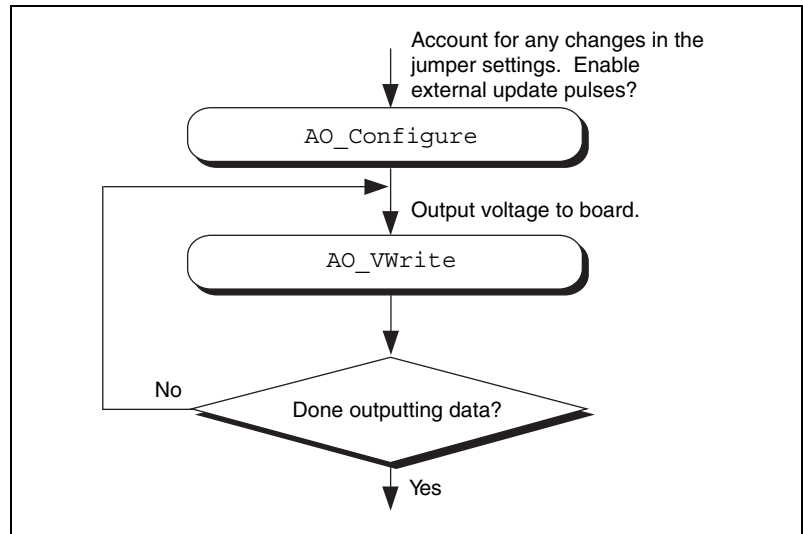 Account for any changes in the
jumper settings.  Enable
external update pulses?
AO_Configure
Output voltage to board.
AO_VWrite
No
Done outputting data?
Yes